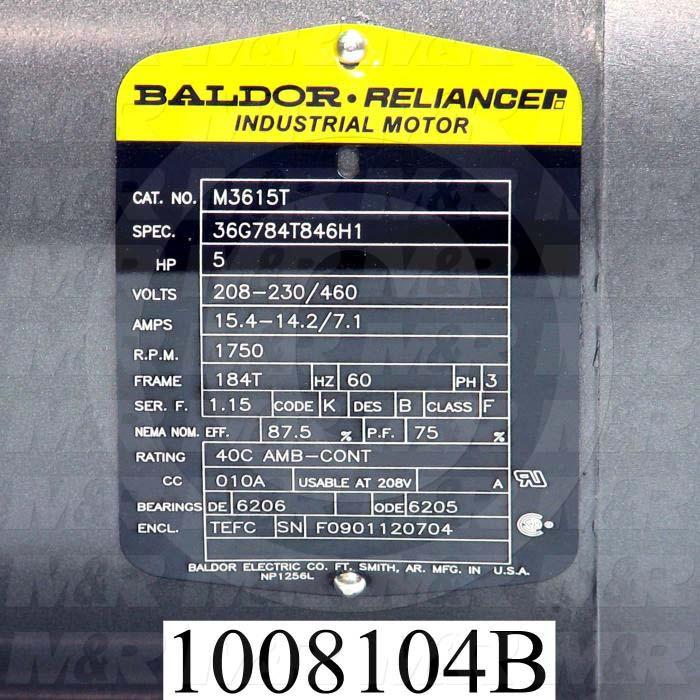 BALDOR • RELIANCER
INDUSTRIAL MOTOR
CAT. NO. M3615T
SPEC. 36G784T846H1
HP 5
VOLTS 208-230/460
AMPS 15.4-14.2/7.1
R.P.M. 1750
FRAME 184T HZ 60 PH 3
SER. F. 1.15 CODE K DES B CLASS F
NEMA NOM. EFF. 87.5 % P.F. 75 %
RATING 40C AMB-CONT
CC 010A USABLE AT 208V A
BEARINGS DE 6206 ODE 6205
ENCL. TEFC SN F0901120704
BALDOR ELECTRIC CO. FT. SMITH, AR. MFG. IN U.S.A.
NP1256L
1008104B